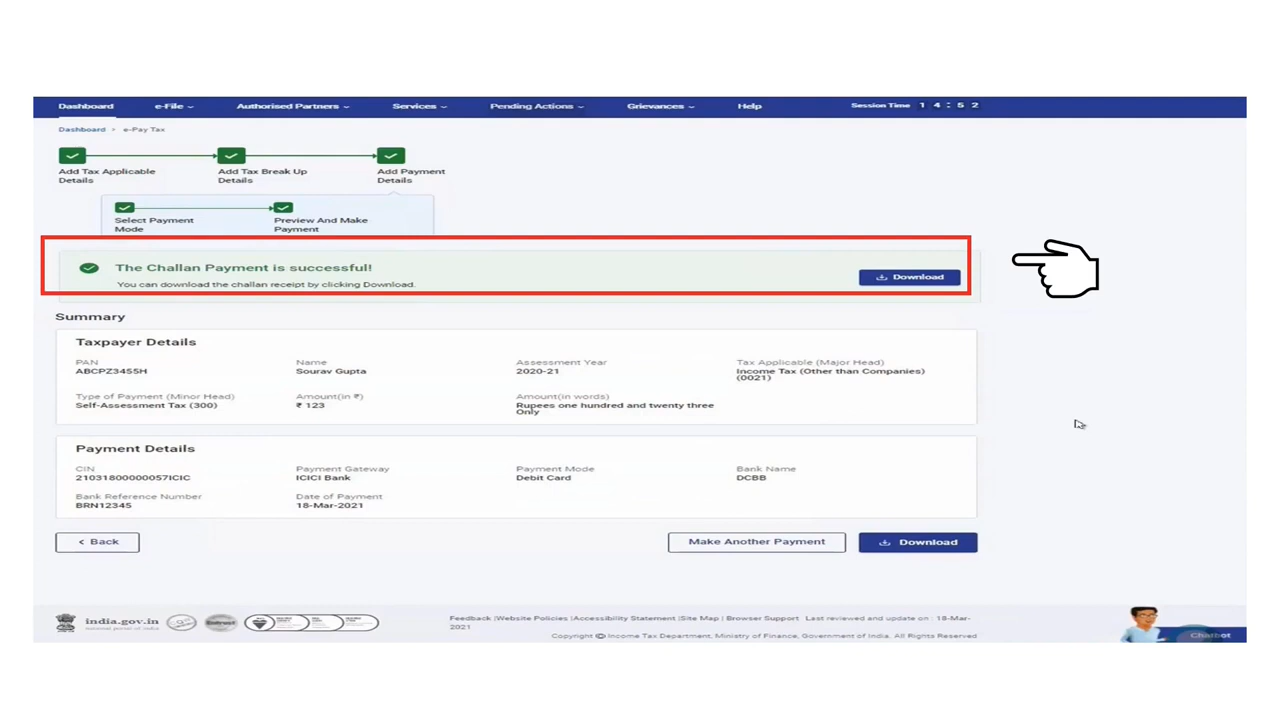 Dashboard e-File Authorised Partners Services Pending Actions Grievances Help Session Time 1 4 : 5 2
Dashboard > e-Pay Tax
Add Tax Applicable Details
Add Tax Break Up Details
Add Payment Details
Select Payment Mode
Preview And Make Payment
The Challan Payment is successful!
You can download the challan receipt by clicking Download.
Download
Summary
Taxpayer Details
PAN Name Assessment Year Tax Applicable (Major Head)
ABCPZ3455H Sourav Gupta 2020-21 Income Tax (Other than Companies)
(0021)
Type of Payment (Minor Head) Amount(in ₹) Amount(in words)
Self-Assessment Tax (300) ₹ 123 Rupees one hundred and twenty three
Only
Payment Details
CIN Payment Gateway Payment Mode Bank Name
21031800000057ICIC ICICI Bank Debit Card DCBB
Bank Reference Number Date of Payment
BRN12345 18-Mar-2021
< Back Make Another Payment Download
india.gov.in
national portal of india
Feedback |Website Policies |Accessibility Statement |Site Map | Browser Support Last reviewed and update on : 18-Mar-
2021
Copyright © Income Tax Department, Ministry of Finance, Government of India. All Rights Reserved
Chatbot